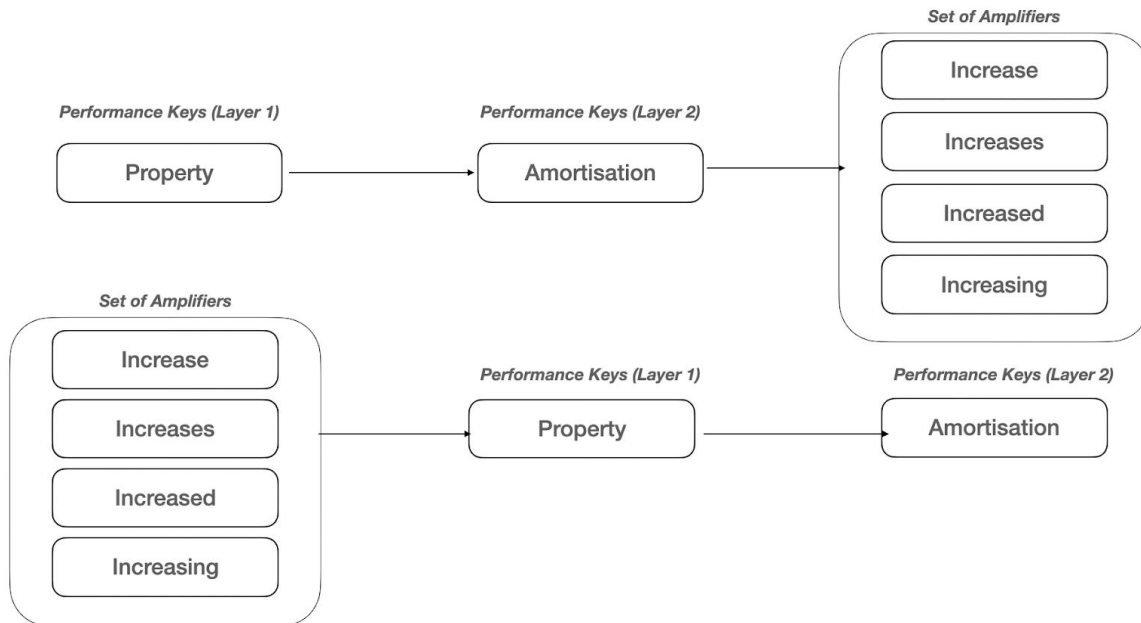 Set of Amplifiers
Increase
Performance Keys (Layer 1)
Performance Keys (Layer 2)
Increases
Property
Amortisation
Increased
Increasing
Set of Amplifiers
Increase
Performance Keys (Layer 1)
Performance Keys (Layer 2)
Increases
Property
Amortisation
Increased
Increasing